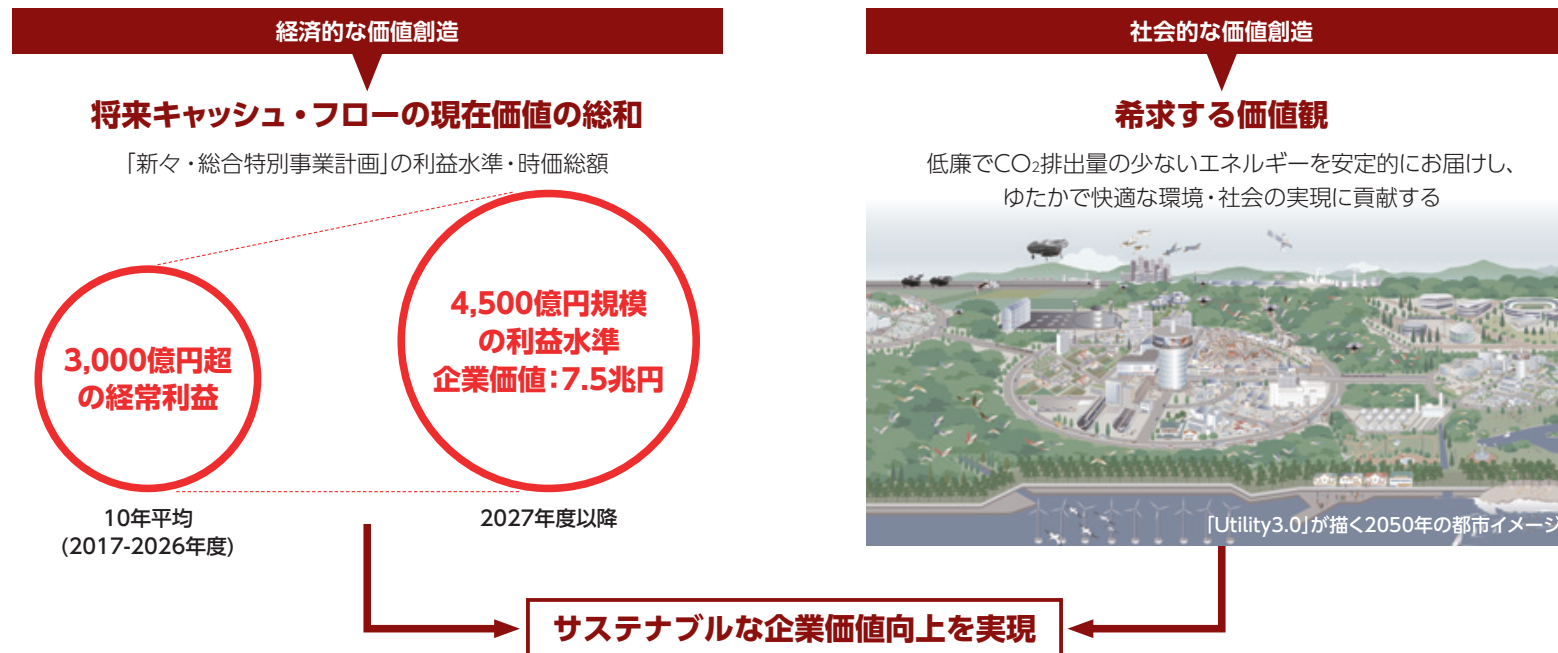 経済的な価値創造
将来キャッシュ・フローの現在価値の総和
「新々・総合特別事業計画」の利益水準・時価総額
3,000億円超
の経常利益
10年平均
(2017-2026年度)
4,500億円規模
の利益水準
企業価値：7.5兆円
2027年度以降
社会的な価値創造
希求する価値観
低廉でCO₂排出量の少ないエネルギーを安定的にお届けし、
ゆたかで快適な環境・社会の実現に貢献する
「Utility3.0」が描く2050年の都市イメージ
サステナブルな企業価値向上を実現